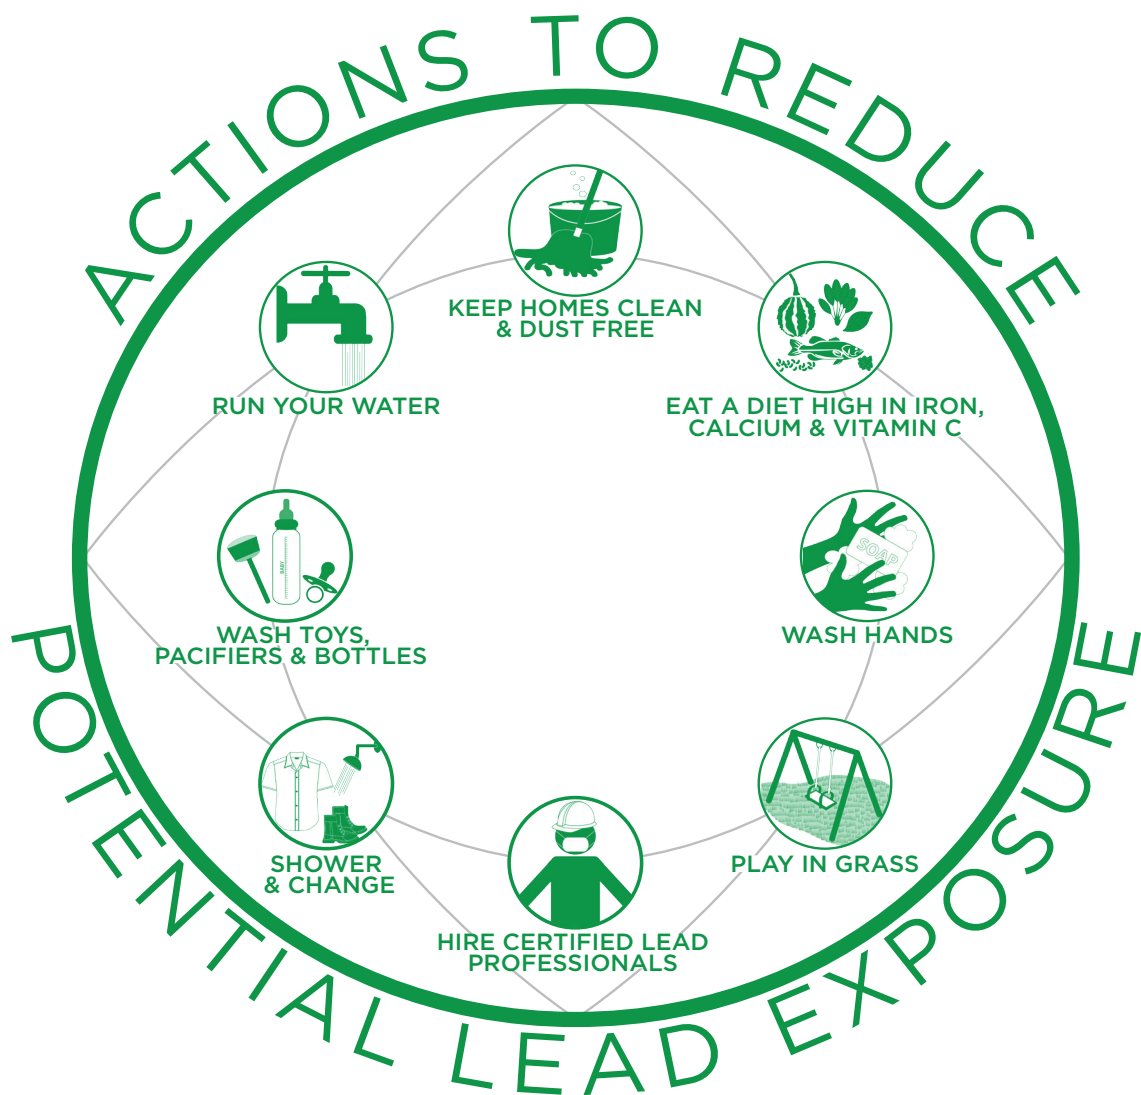 ACTIONS TO REDUCE
POTENTIAL LEAD EXPOSURE
KEEP HOMES CLEAN
& DUST FREE
EAT A DIET HIGH IN IRON,
CALCIUM & VITAMIN C
SOAP
WASH HANDS
PLAY IN GRASS
HIRE CERTIFIED LEAD
PROFESSIONALS
SHOWER
& CHANGE
BABY
WASH TOYS,
PACIFIERS & BOTTLES
RUN YOUR WATER